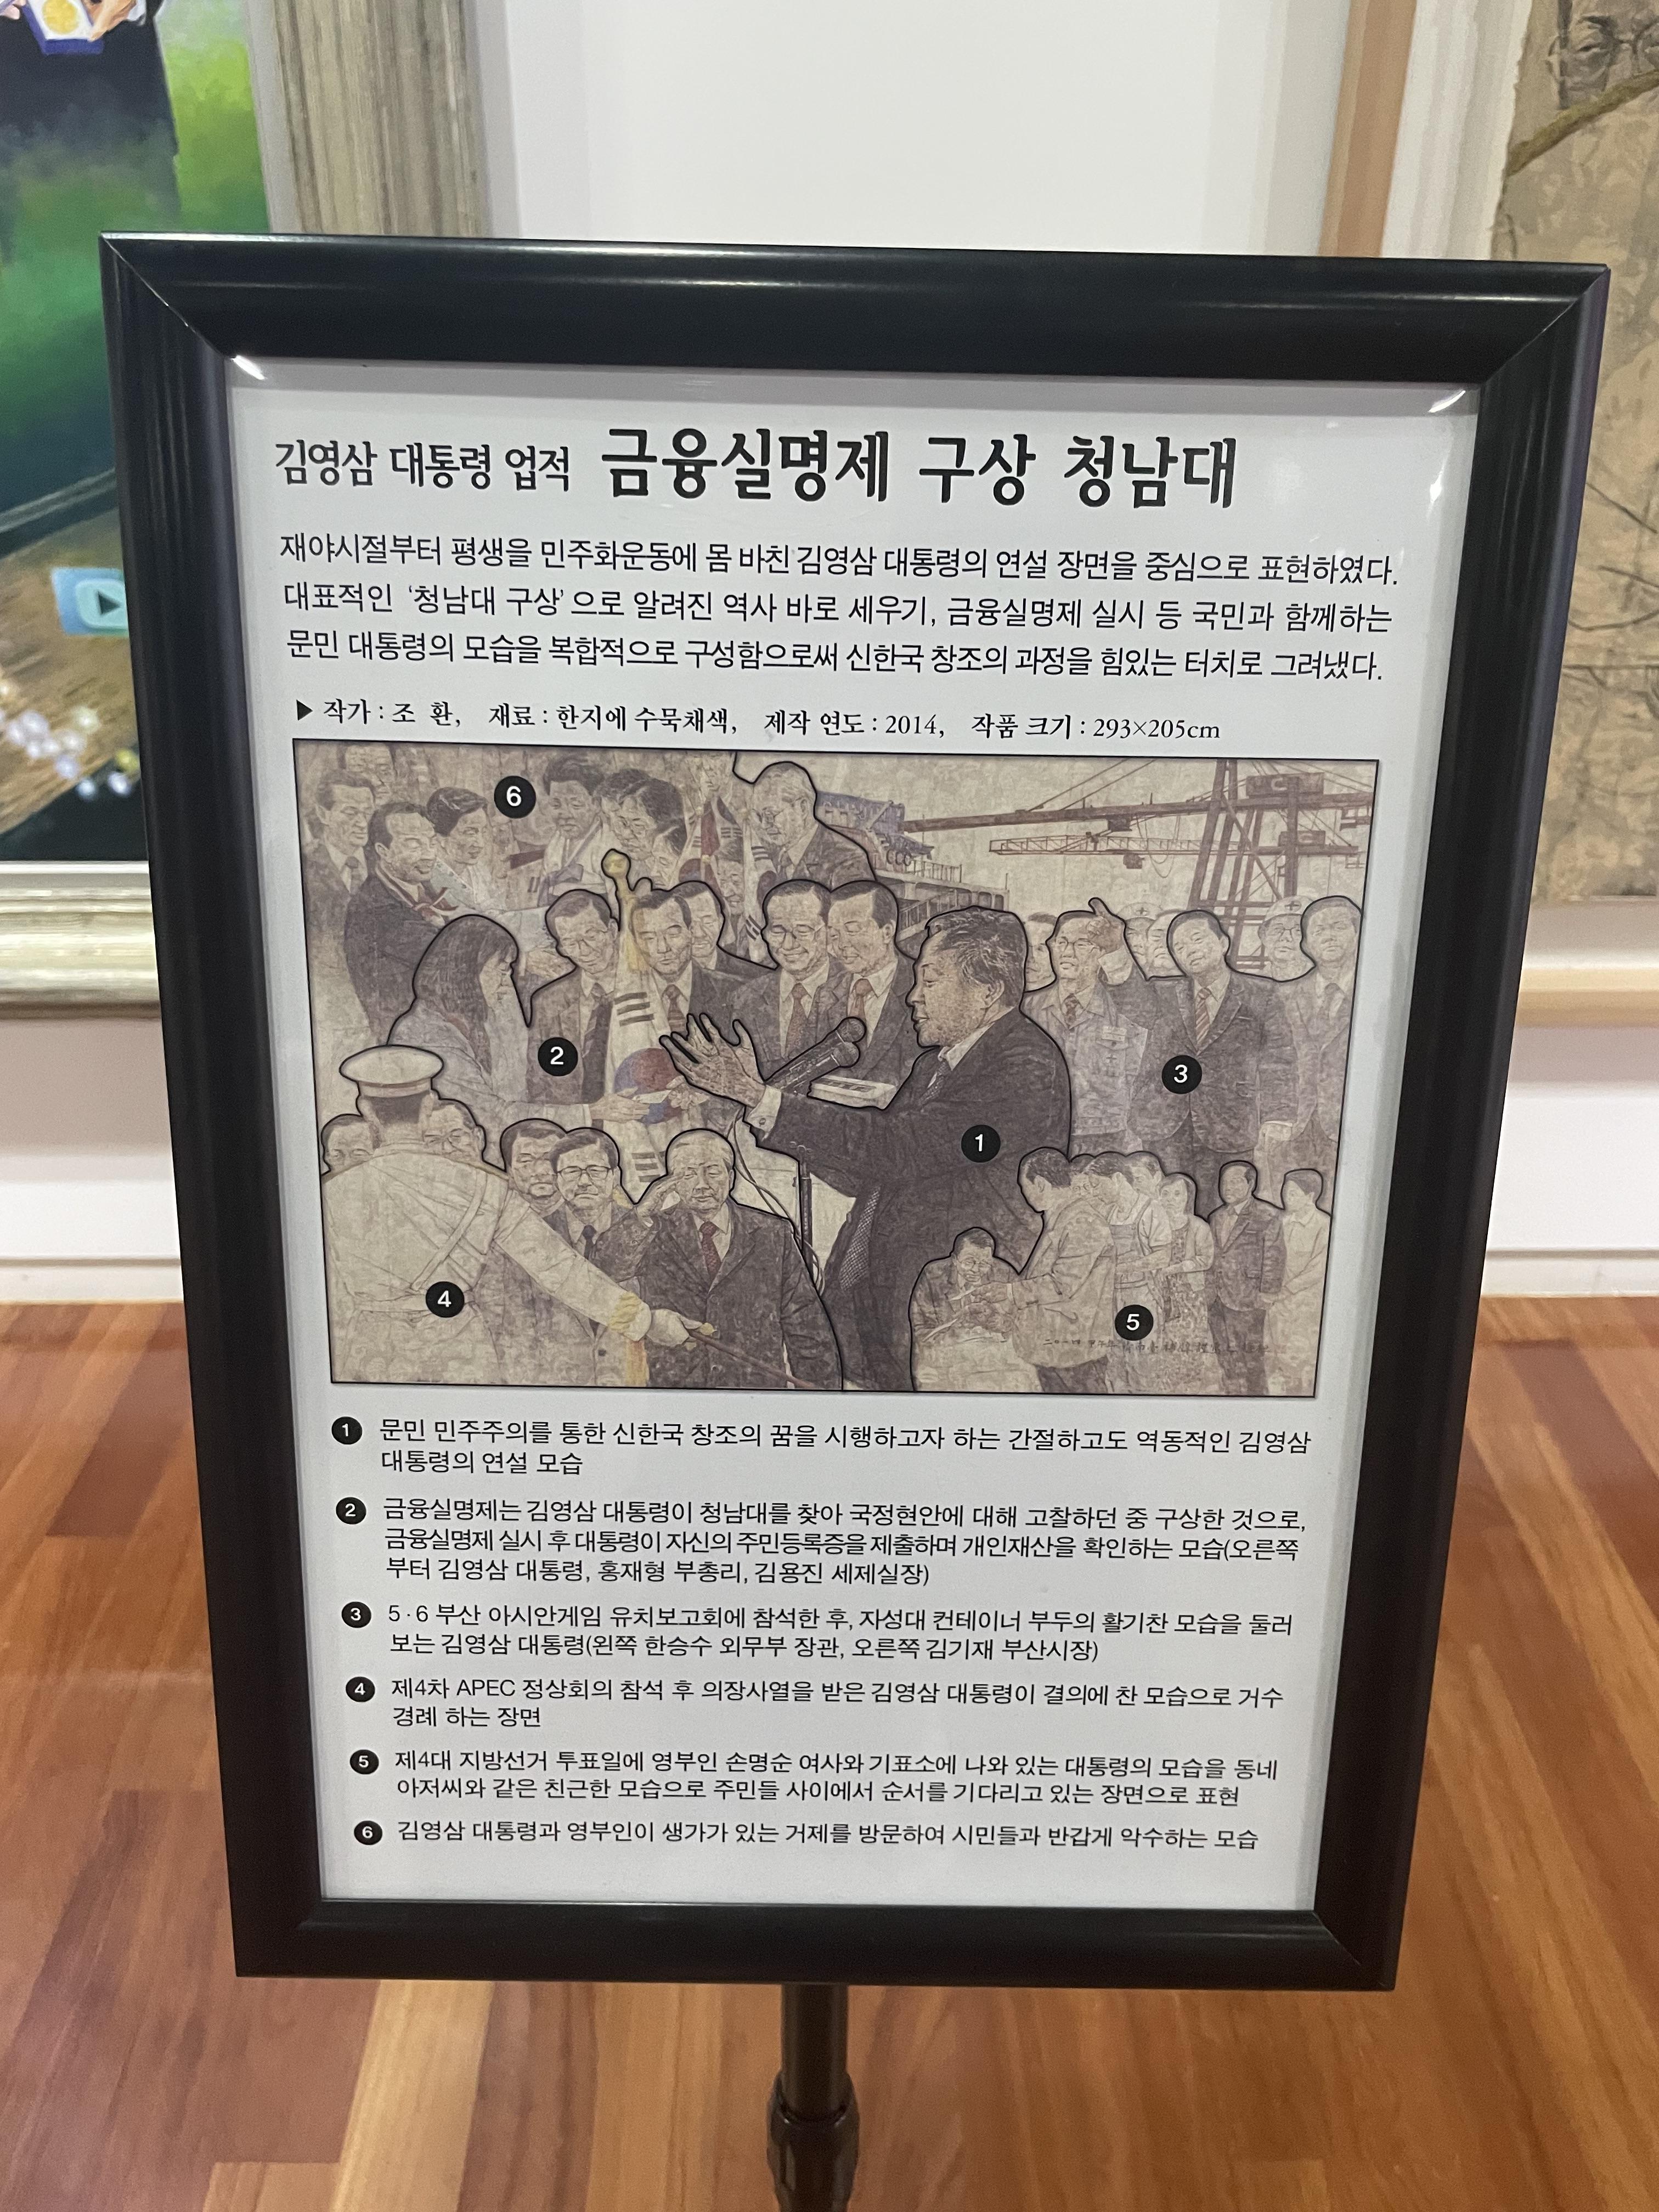 김영삼 대통령 업적 금융실명제 구상 청남대
재야시절부터 평생을 민주화운동에 몸 바친 김영삼 대통령의 연설 장면을 중심으로 표현하였다.
대표적인 ‘청남대 구상’ 으로 알려진 역사 바로 세우기, 금융실명제 실시 등 국민과 함께하는
문민 대통령의 모습을 복합적으로 구성함으로써 신한국 창조의 과정을 힘있는 터치로 그려냈다.
▶ 작가 : 조 환, 재료 : 한지에 수묵채색, 제작 연도 : 2014, 작품 크기 : 293×205cm
6
2
3
1
4
5
1 문민 민주주의를 통한 신한국 창조의 꿈을 시행하고자 하는 간절하고도 역동적인 김영삼
대통령의 연설 모습
2 금융실명제는 김영삼 대통령이 청남대를 찾아 국정현안에 대해 고찰하던 중 구상한 것으로,
금융실명제 실시 후 대통령이 자신의 주민등록증을 제출하며 개인재산을 확인하는 모습(오른쪽
부터 김영삼 대통령, 홍재형 부총리, 김용진 세제실장)
3 5·6 부산 아시안게임 유치보고회에 참석한 후, 자성대 컨테이너 부두의 활기찬 모습을 둘러
보는 김영삼 대통령(왼쪽 한승수 외무부 장관, 오른쪽 김기재 부산시장)
4 제4차 APEC 정상회의 참석 후 의장사열을 받은 김영삼 대통령이 결의에 찬 모습으로 거수
경례 하는 장면
5 제4대 지방선거 투표일에 영부인 손명순 여사와 기표소에 나와 있는 대통령의 모습을 동네
아저씨와 같은 친근한 모습으로 주민들 사이에서 순서를 기다리고 있는 장면으로 표현
6 김영삼 대통령과 영부인이 생가가 있는 거제를 방문하여 시민들과 반갑게 악수하는 모습